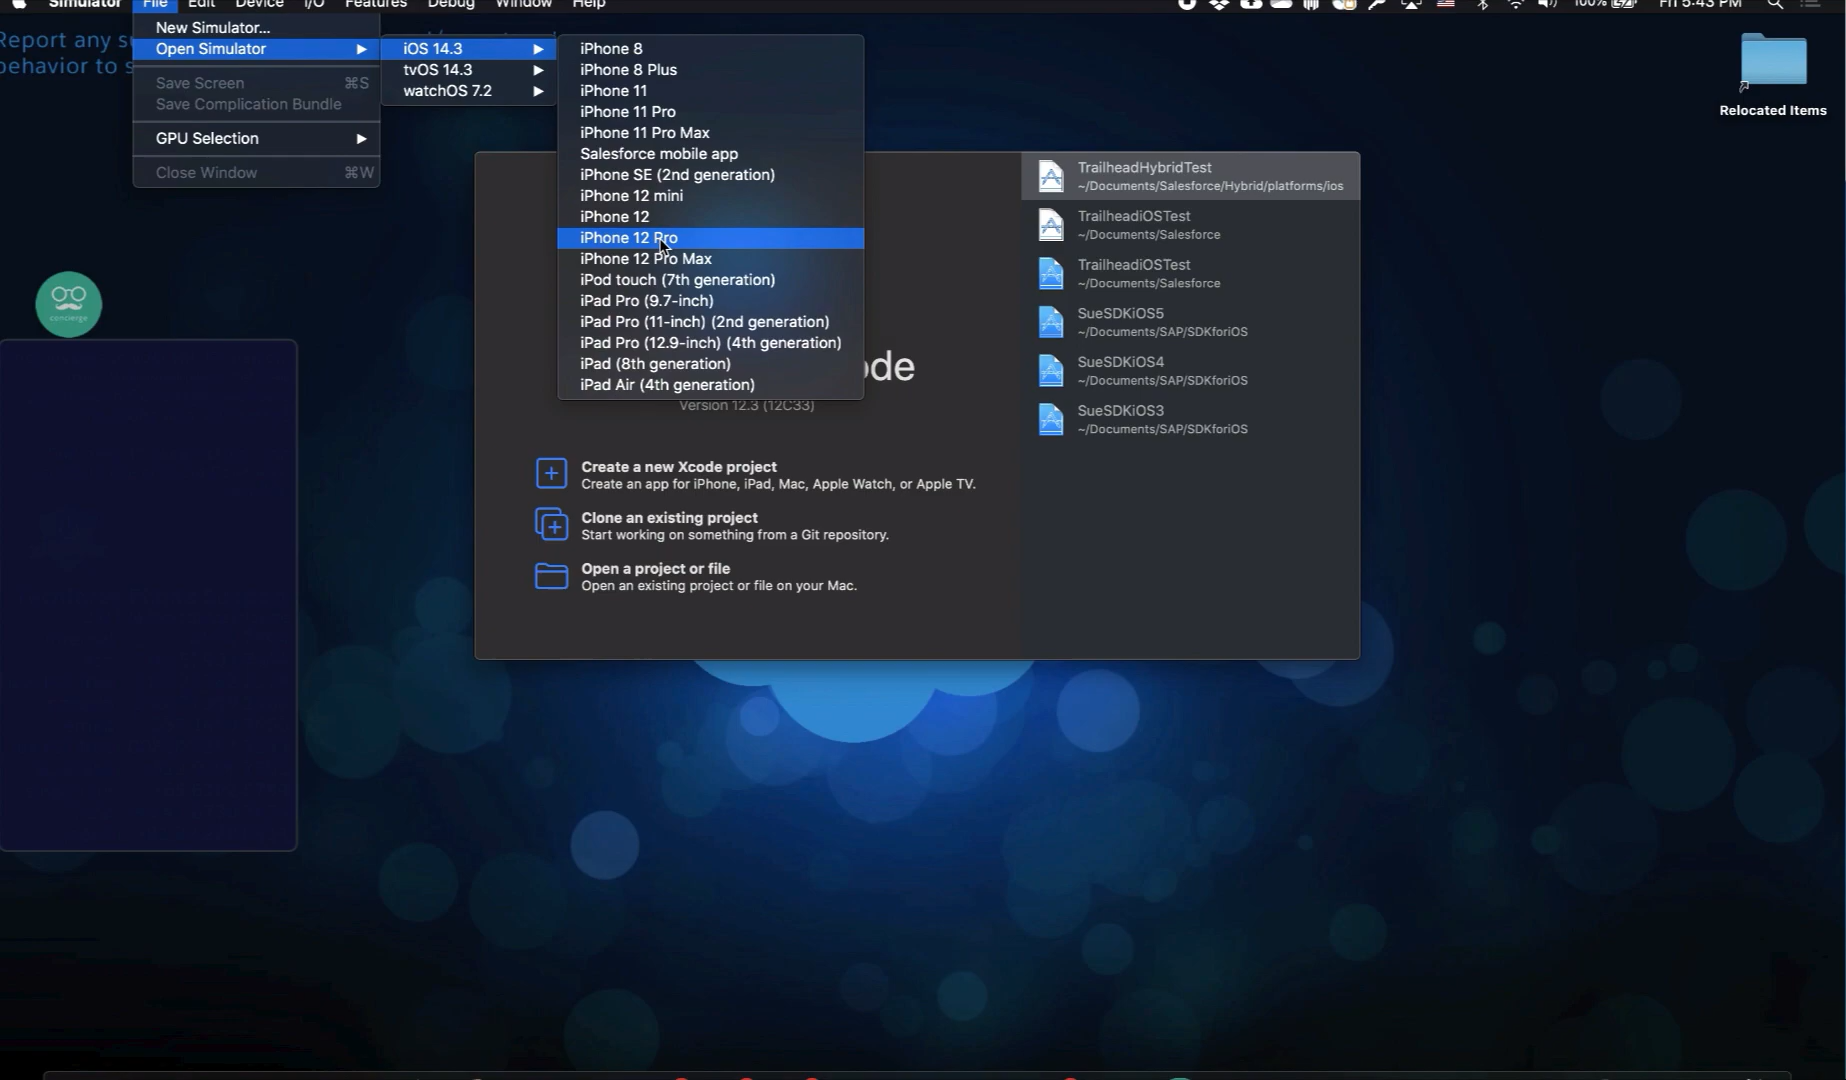 Simulator File Edit Device I/O Features Debug Window Help 100% Fri 5:43 PM
Report any
behavior to
New Simulator...
Open Simulator
Save Screen ⌘S
Save Complication Bundle
GPU Selection
Close Window ⌘W
iOS 14.3
tvOS 14.3
watchOS 7.2
iPhone 8
iPhone 8 Plus
iPhone 11
iPhone 11 Pro
iPhone 11 Pro Max
Salesforce mobile app
iPhone SE (2nd generation)
iPhone 12 mini
iPhone 12
iPhone 12 Pro
iPhone 12 Pro Max
iPod touch (7th generation)
iPad Pro (9.7-inch)
iPad Pro (11-inch) (2nd generation)
iPad Pro (12.9-inch) (4th generation)
iPad (8th generation)
iPad Air (4th generation)
ode
Version 12.3 (12C33)
Create a new Xcode project
Create an app for iPhone, iPad, Mac, Apple Watch, or Apple TV.
Clone an existing project
Start working on something from a Git repository.
Open a project or file
Open an existing project or file on your Mac.
TrailheadHybridTest
~/Documents/Salesforce/Hybrid/platforms/ios
TrailheadiOSTest
~/Documents/Salesforce
TrailheadiOSTest
~/Documents/Salesforce
SueSDKiOS5
~/Documents/SAP/SDKforiOS
SueSDKiOS4
~/Documents/SAP/SDKforiOS
SueSDKiOS3
~/Documents/SAP/SDKforiOS
Relocated Items
concierge